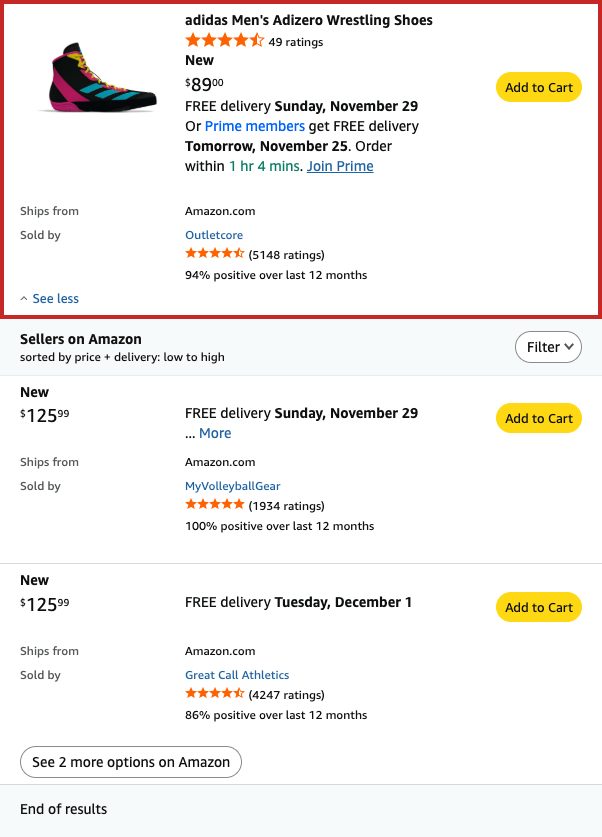 adidas Men's Adizero Wrestling Shoes
49 ratings
New
$8900
FREE delivery Sunday, November 29
Or Prime members get FREE delivery
Tomorrow, November 25. Order
within 1 hr 4 mins. Join Prime
Add to Cart
Ships from Amazon.com
Sold by Outletcore
(5148 ratings)
94% positive over last 12 months
See less
Sellers on Amazon
sorted by price + delivery: low to high
Filter
New
$12599 FREE delivery Sunday, November 29
... More
Add to Cart
Ships from Amazon.com
Sold by MyVolleyballGear
(1934 ratings)
100% positive over last 12 months
New
$12599 FREE delivery Tuesday, December 1
Add to Cart
Ships from Amazon.com
Sold by Great Call Athletics
(4247 ratings)
86% positive over last 12 months
See 2 more options on Amazon
End of results